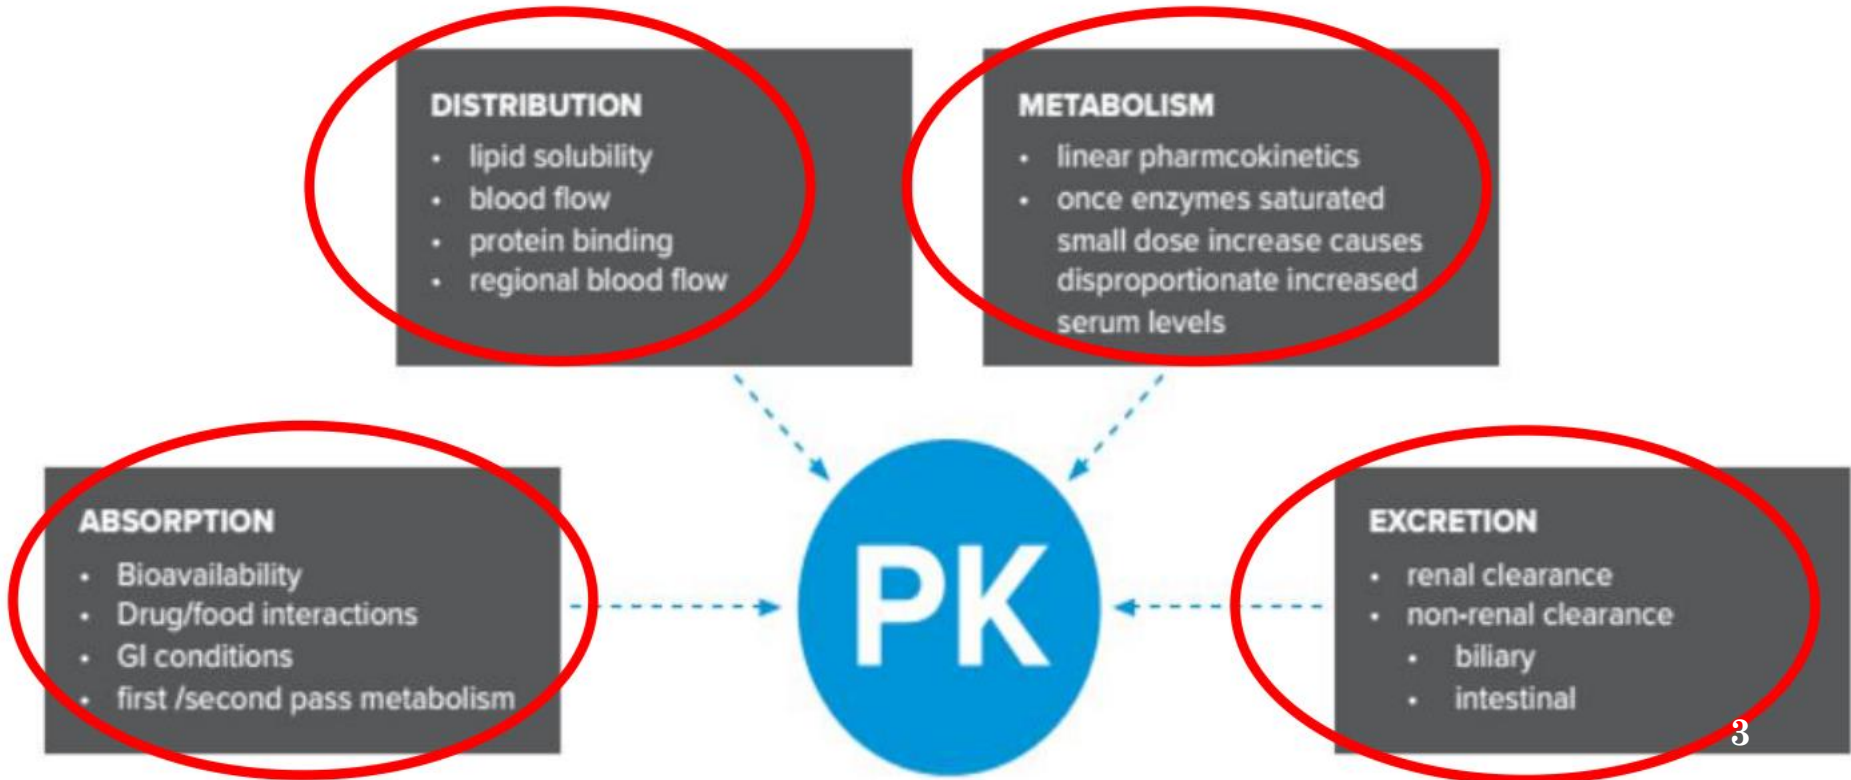 DISTRIBUTION
• lipid solubility
• blood flow
• protein binding
• regional blood flow
METABOLISM
• linear pharmcokinetics
• once enzymes saturated
small dose increase causes
disproportionate increased
serum levels
ABSORPTION
• Bioavailability
• Drug/food interactions
• GI conditions
• first /second pass metabolism
PK
EXCRETION
• renal clearance
• non-renal clearance
• biliary
• intestinal
3